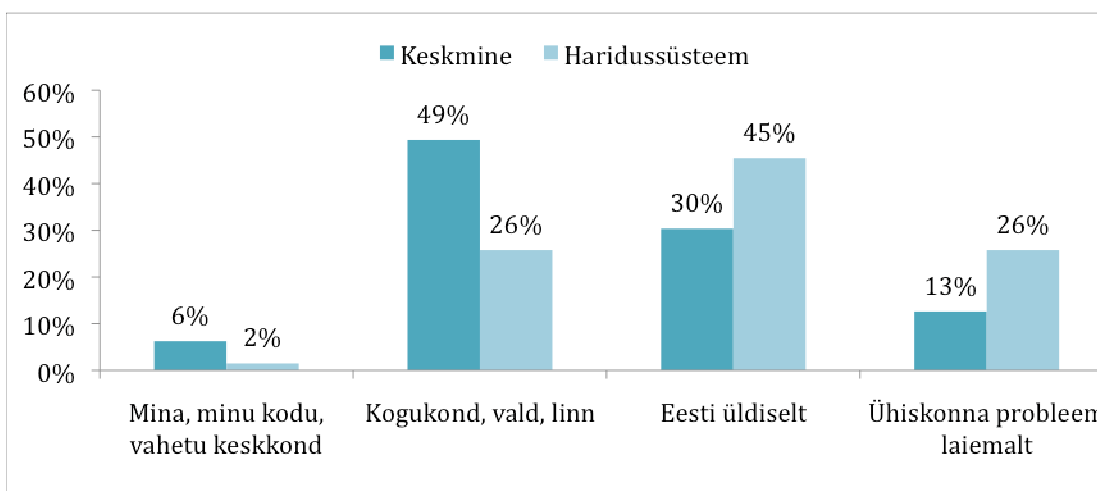 Keskmine Haridussüsteem
60%
50%
40%
30%
20%
10%
0%
6%
2%
49%
26%
30%
45%
13%
26%
Mina, minu kodu,
vahetu keskkond
Kogukond, vald, linn
Eesti üldiselt
Ühiskonna probleem
laiemalt